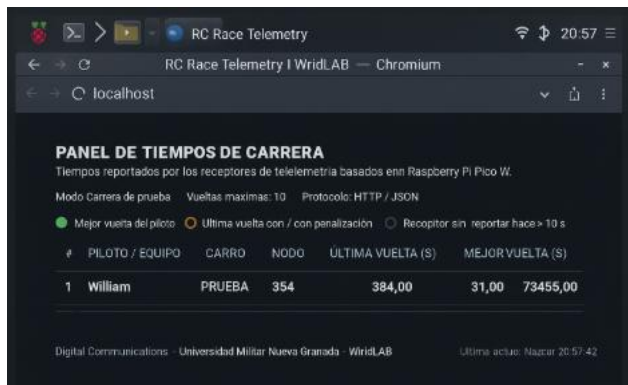 RC Race Telemetry 20:57
RC Race Telemetry I WridLAB — Chromium
localhost
PANEL DE TIEMPOS DE CARRERA
Tiempos reportados por los receptores de telelemetria basados enn Raspberry Pi Pico W.
Modo Carrera de prueba Vueltas maximas: 10 Protocolo: HTTP / JSON
Mejor vuelta del piloto Ultima vuelta con / con penalización Recopitor sin reportar hace > 10 s
# PILOTO / EQUIPO CARRO NODO ÚLTIMA VUELTA (S) MEJOR VUELTA (S)
1 William PRUEBA 354 384,00 31,00 73455,00
Digital Communications - Universidad Militar Nueva Granada - WiridLAB Ultima actue: 20:57:42